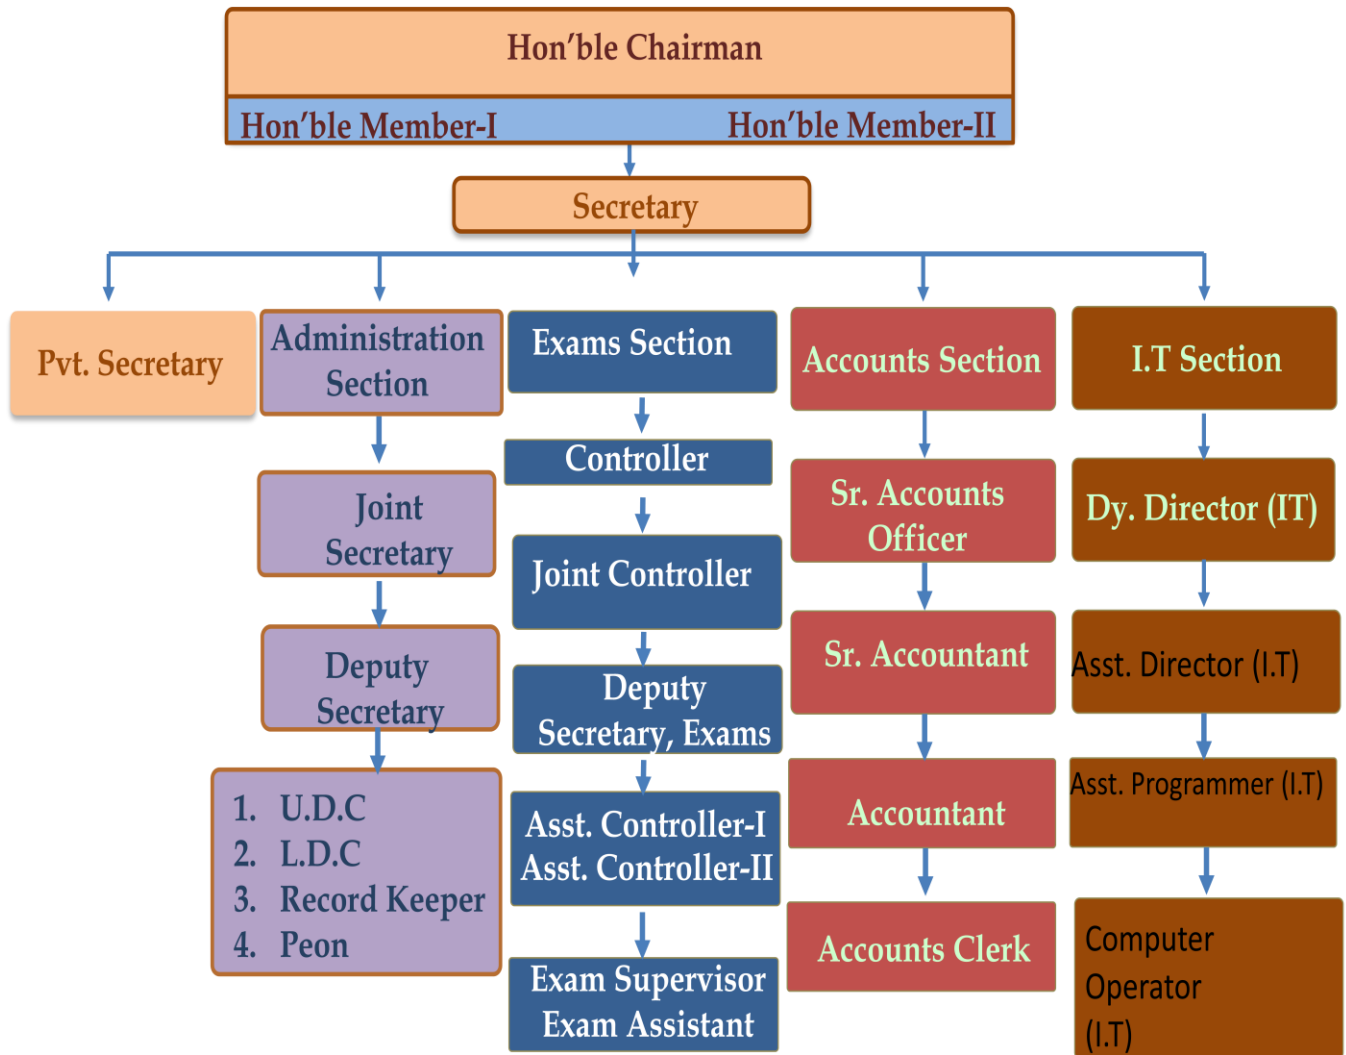 Hon’ble Chairman
Hon’ble Member-I
Hon’ble Member-II
Secretary
Pvt. Secretary
Administration
Section
Joint
Secretary
Deputy
Secretary
1. U.D.C
2. L.D.C
3. Record Keeper
4. Peon
Exams Section
Controller
Joint Controller
Deputy
Secretary, Exams
Asst. Controller-I
Asst. Controller-II
Exam Supervisor
Exam Assistant
Accounts Section
Sr. Accounts
Officer
Sr. Accountant
Accountant
Accounts Clerk
I.T Section
Dy. Director (IT)
Asst. Director (I.T)
Asst. Programmer (I.T)
Computer
Operator
(I.T)